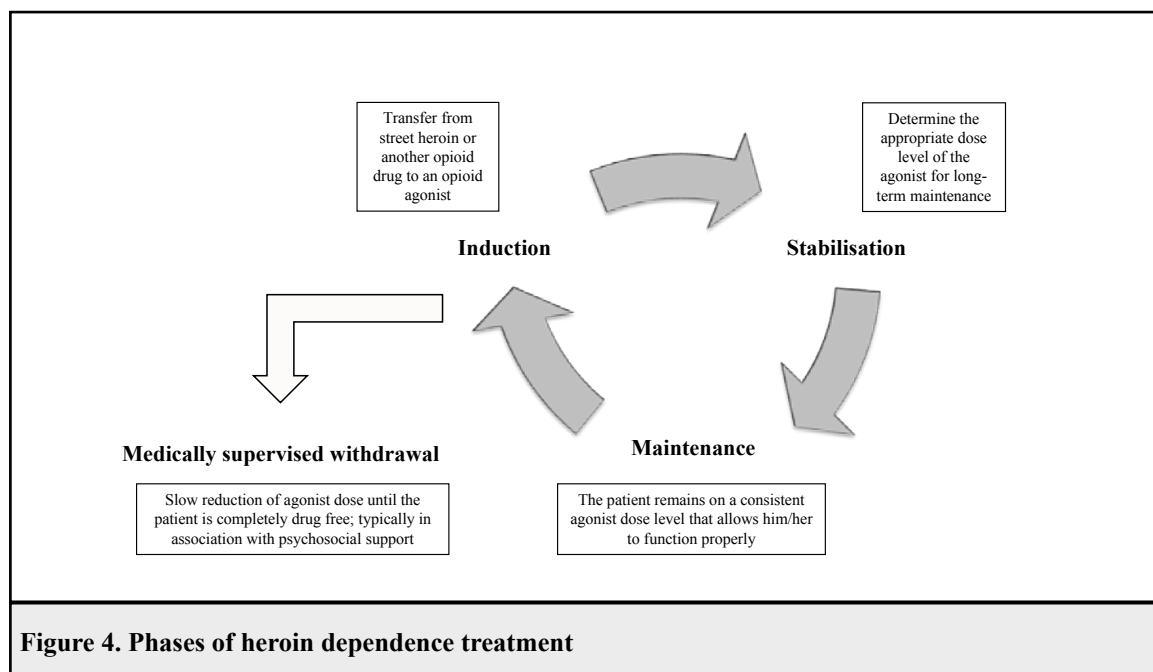 Transfer from
street heroin or
another opioid
drug to an opioid
agonist
Determine the
appropriate dose
level of the
agonist for long-
term maintenance
Induction
Stabilisation
Medically supervised withdrawal
Maintenance
Slow reduction of agonist dose until the
patient is completely drug free; typically in
association with psychosocial support
The patient remains on a consistent
agonist dose level that allows him/her
to function properly
Figure 4. Phases of heroin dependence treatment